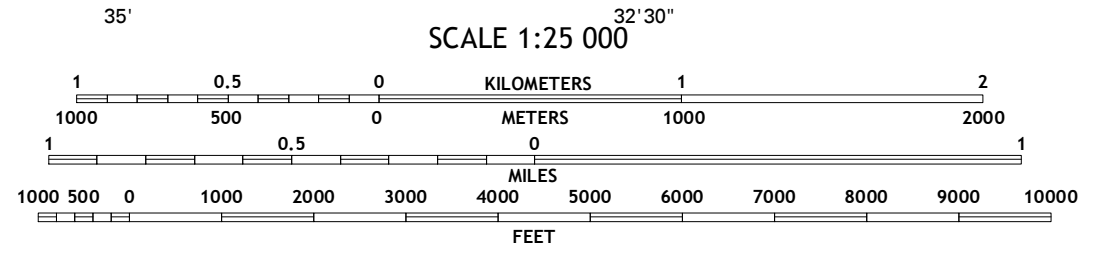 35' 32'30"
SCALE 1:25 000
1 0.5 0 KILOMETERS 1 2
1000 500 0 METERS 1000 2000
1 0.5 0 1
MILES
1000 500 0 1000 2000 3000 4000 5000 6000 7000 8000 9000 10000
FEET